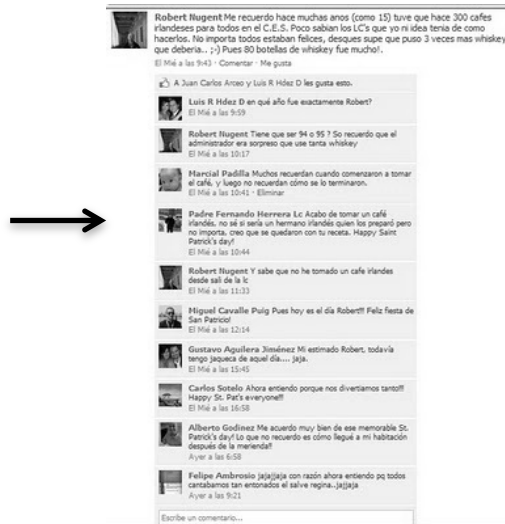 Robert Nugent Me recuerdo hace muchas anos (como 15) tuve que hace 300 cafes
irlandeses para todos en el C.E.S. Poco sabian los LC's que yo ni idea tenia de como
hacerlos. No importa todos estaban felices, desques supe que puso 3 veces mas whiskey
que deberia.. ;-) Pues 80 botellas de whiskey fue mucho!.
El Mié a las 9:43 · Comentar · Me gusta
A Juan Carlos Arceo y Luis R Hdez D les gusta esto.
Luis R Hdez D en qué año fue exactamente Robert?
El Mié a las 9:59
Robert Nugent Tiene que ser 94 o 95 ? So recuerdo que el
administrador era sorpreso que use tanta whiskey
El Mié a las 10:17
Marcial Padilla Muchos recuerdan cuando comenzaron a tomar
el café, y luego no recuerdan cómo se lo terminaron.
El Mié a las 10:41 · Eliminar
Padre Fernando Herrera Lc Acabo de tomar un café
irlandés, no sé si sería un hermano irlandés quien los preparó pero
no importa, creo que se quedaron con tu receta. Happy Saint
Patrick's day!
El Mié a las 10:44
Robert Nugent Y sabe que no he tomado un cafe irlandes
desde sali de la lc
El Mié a las 11:33
Miguel Cavalle Puig Pues hoy es el día Robert!!! Feliz fiesta de
San Patricio!
El Mié a las 12:14
Gustavo Aguilera Jiménez Mi estimado Robert, todavía
tengo jaqueca de aquel día.... jaja.
El Mié a las 15:45
Carlos Sotelo Ahora entiendo porque nos divertiamos tanto!!!
Happy St. Pat's everyone!!!
El Mié a las 16:58
Alberto Godinez Me acuerdo muy bien de ese memorable St.
Patrick's day! Lo que no recuerdo es cómo llegué a mi habitación
después de la merienda!!
Ayer a las 6:58
Felipe Ambrosio jajajjaja con razón ahora entiendo pq todos
cantabamos tan entonados el salve regina..jajjaja
Ayer a las 9:21
Escribe un comentario...